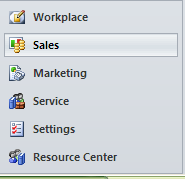 Workplace
Sales
Marketing
Service
Settings
Resource Center